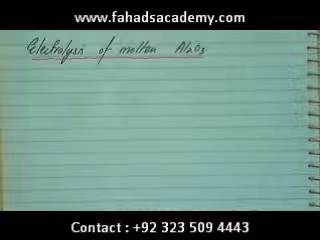 www.fahadsacademy.com
Electrolysis of molten Al2O3
Contact : +92 323 509 4443